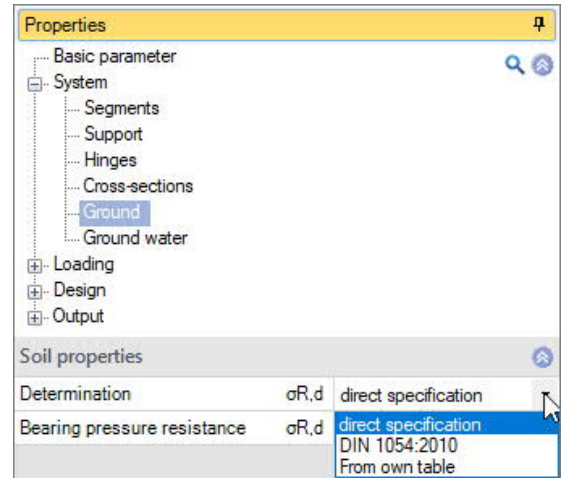 Properties
Basic parameter
System
Segments
Support
Hinges
Cross-sections
Ground
Ground water
Loading
Design
Output
Soil properties
Determination σR,d direct specification
Bearing pressure resistance σR,d direct specification
DIN 1054:2010
From own table